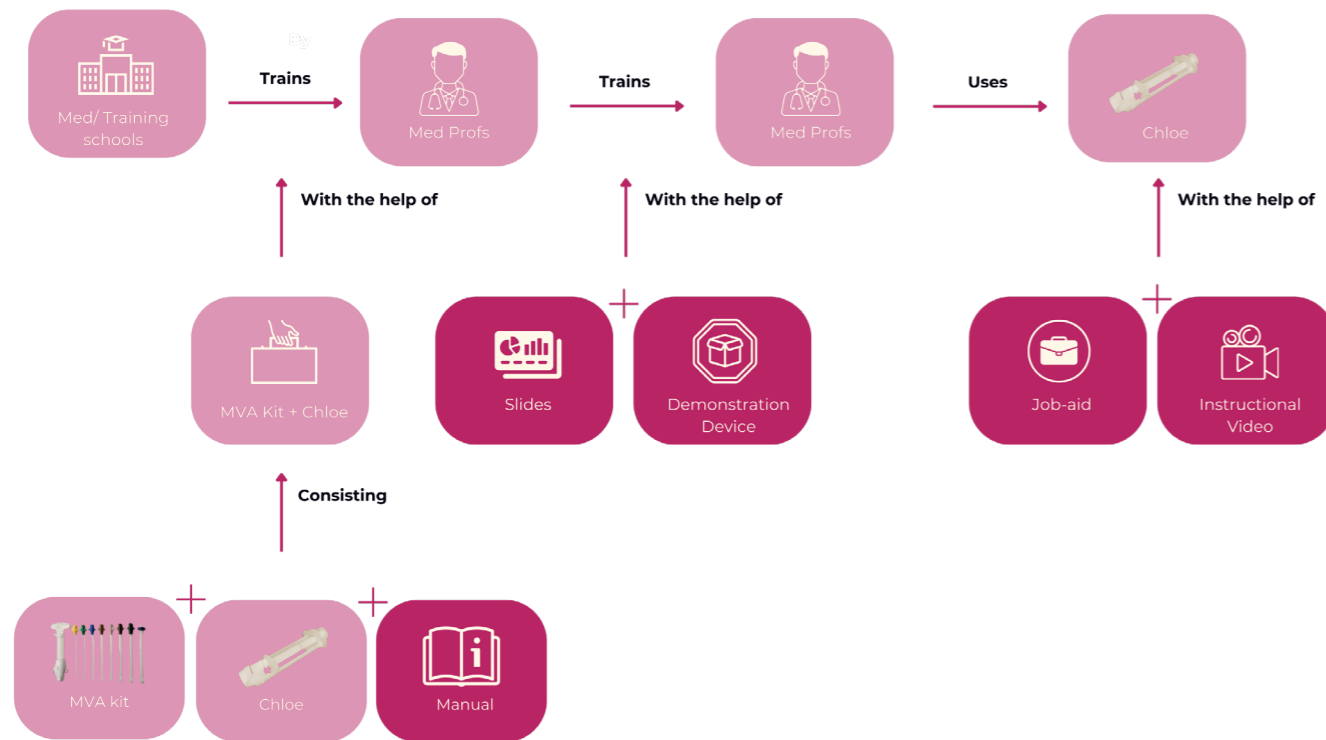 By
Trains
Trains
Uses
Med/ Training
schools
Med Profs
Med Profs
Chloe
With the help of
With the help of
With the help of
MVA Kit + Chloe
Slides
Demonstration
Device
Job-aid
Instructional
Video
Consisting
MVA kit
Chloe
i
Manual